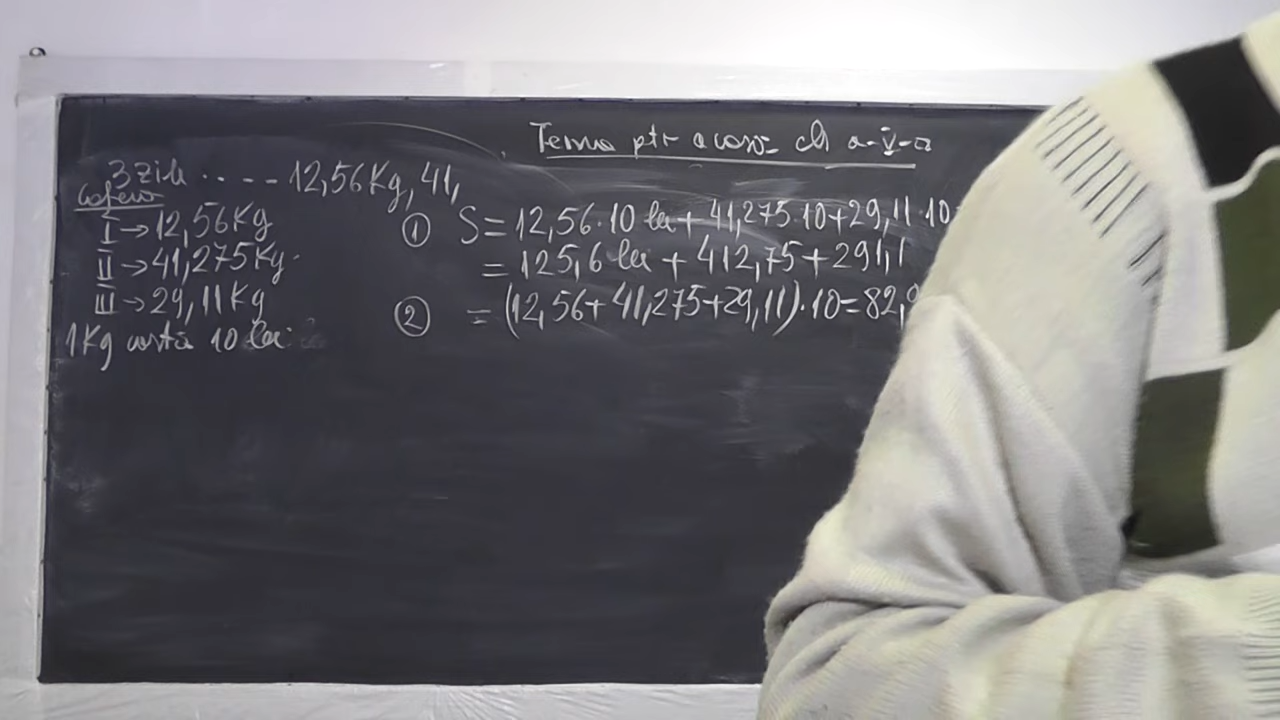 Tema ptr acasă cls a-V-a
3 zile ..... 12,56 Kg, 41,
I → 12,56 Kg
II → 41,275 Kg.
III → 29,11 Kg
1 Kg costă 10 lei
① S = 12,56 · 10 lei + 41,275 · 10 + 29,11 · 10
= 125,6 lei + 412,75 + 291,1
② = (12,56 + 41,275 + 29,11) · 10 = 82,9